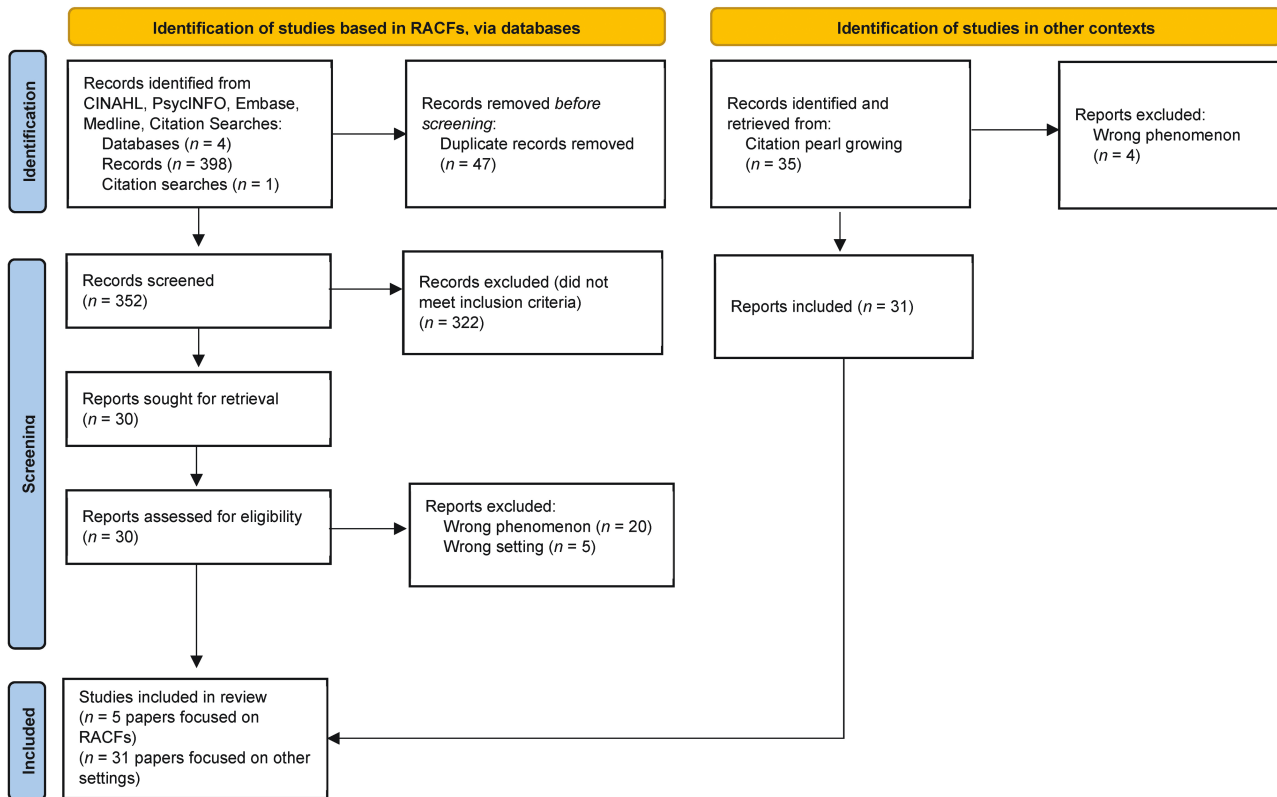 Identification of studies based in RACFs, via databases
Identification of studies in other contexts
Identification
Records identified from
CINAHL, PsycINFO, Embase,
Medline, Citation Searches:
Databases (n = 4)
Records (n = 398)
Citation searches (n = 1)
Records removed before
screening:
Duplicate records removed
(n = 47)
Records identified and
retrieved from:
Citation pearl growing
(n = 35)
Reports excluded:
Wrong phenomenon
(n = 4)
Screening
Records screened
(n = 352)
Records excluded (did not
meet inclusion criteria)
(n = 322)
Reports included (n = 31)
Reports sought for retrieval
(n = 30)
Reports assessed for eligibility
(n = 30)
Reports excluded:
Wrong phenomenon (n = 20)
Wrong setting (n = 5)
Included
Studies included in review
(n = 5 papers focused on
RACFs)
(n = 31 papers focused on other
settings)